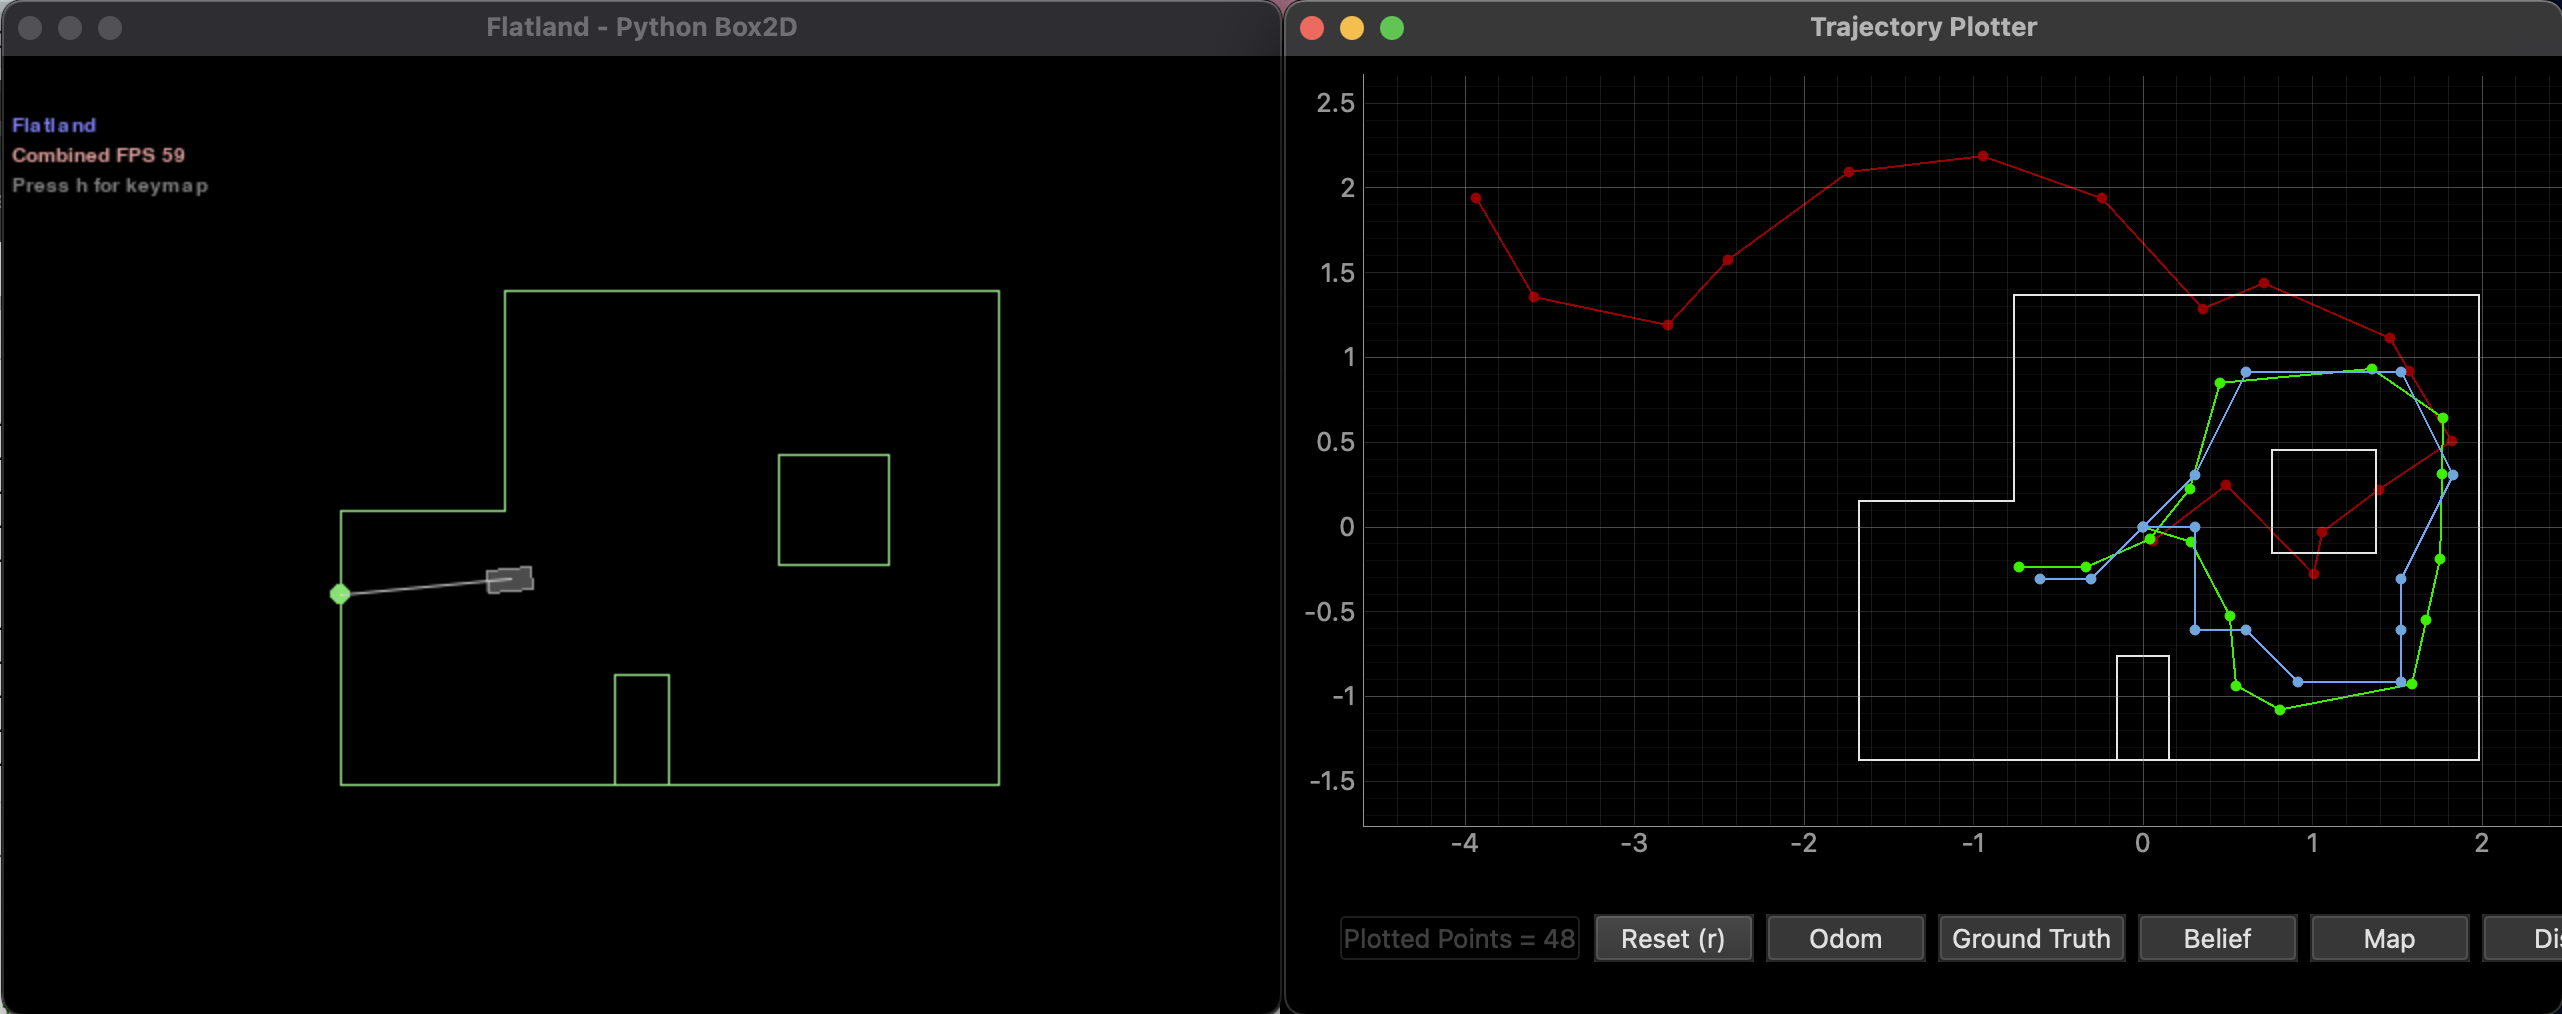 Flatland - Python Box2D
Flatland
Combined FPS 59
Press h for keymap
Trajectory Plotter
2.5
2
1.5
1
0.5
0
-0.5
-1
-1.5
-4 -3 -2 -1 0 1 2
Plotted Points = 48 Reset (r) Odom Ground Truth Belief Map